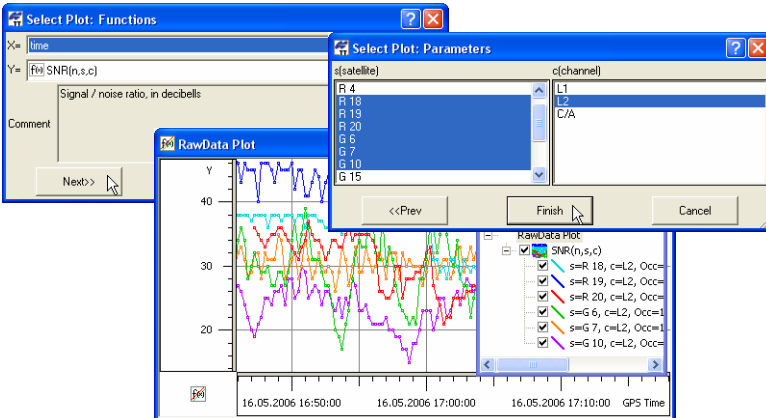 Select Plot: Functions
X= time
Y= f(x) SNR(n,s,c)
Comment
Signal / noise ratio, in decibells
Next>>
Select Plot: Parameters
s(satellite)
R 4
R 18
R 19
R 20
G 6
G 7
G 10
G 15
c(channel)
L1
L2
C/A
<<Prev
Finish
Cancel
RawData Plot
Y
40
30
20
16.05.2006 16:50:00
16.05.2006 17:00:00
16.05.2006 17:10:00
GPS Time
RawData Plot
SNR(n,s,c)
s=R 18, c=L2, Occ=
s=R 19, c=L2, Occ=
s=R 20, c=L2, Occ=
s=G 6, c=L2, Occ=1
s=G 7, c=L2, Occ=1
s=G 10, c=L2, Occ=